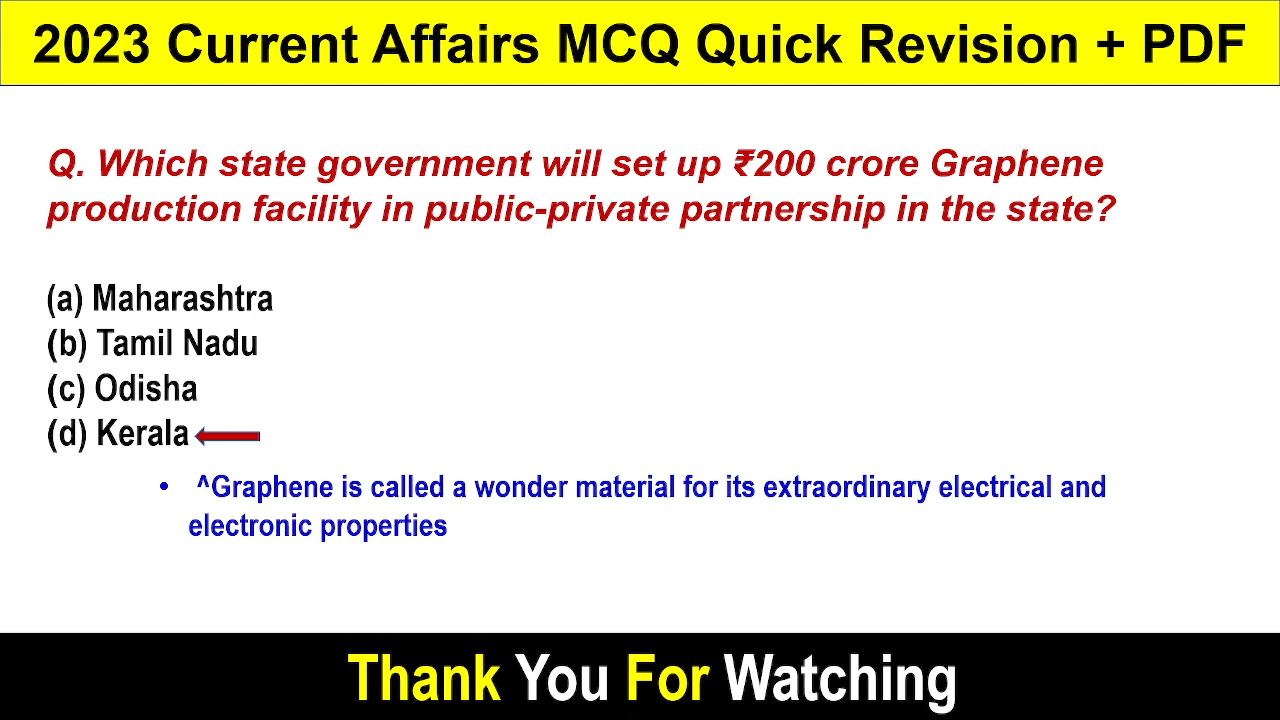 2023 Current Affairs MCQ Quick Revision + PDF
Q. Which state government will set up ₹200 crore Graphene
production facility in public-private partnership in the state?
(a) Maharashtra
(b) Tamil Nadu
(c) Odisha
(d) Kerala
• ^Graphene is called a wonder material for its extraordinary electrical and
electronic properties
Thank You For Watching